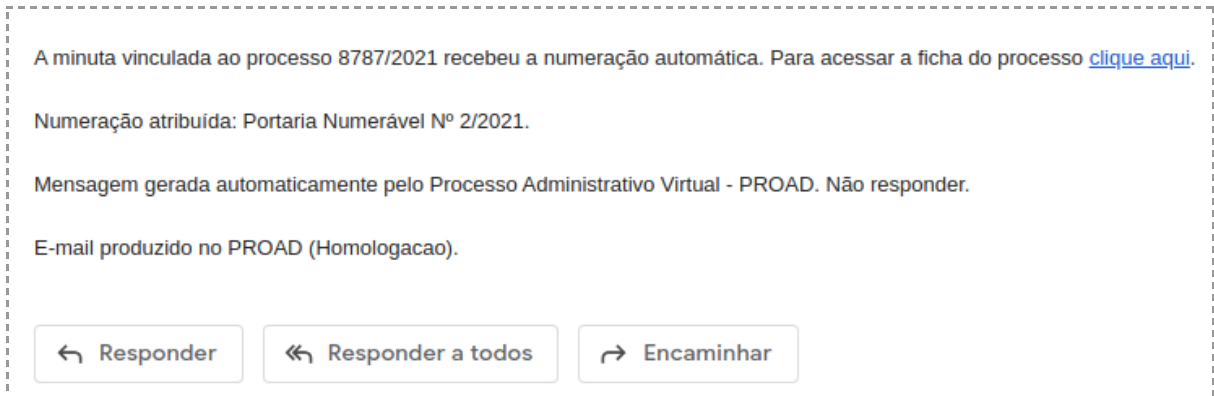 A minuta vinculada ao processo 8787/2021 recebeu a numeração automática. Para acessar a ficha do processo clique aqui.
Numeração atribuída: Portaria Numerável Nº 2/2021.
Mensagem gerada automaticamente pelo Processo Administrativo Virtual - PROAD. Não responder.
E-mail produzido no PROAD (Homologacao).
Responder Responder a todos Encaminhar